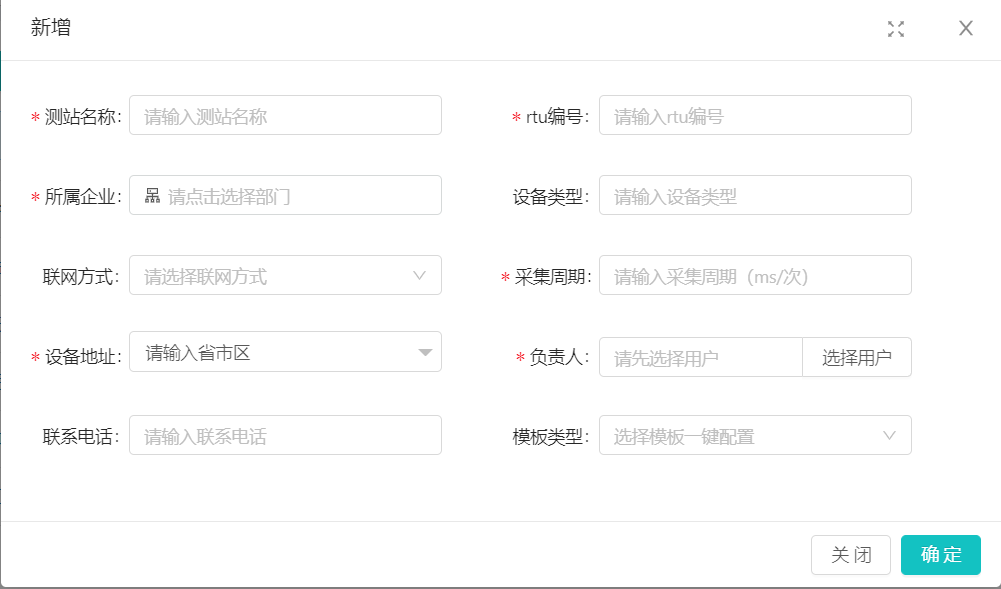 新增
* 测站名称: 请输入测站名称
* rtu编号: 请输入rtu编号
* 所属企业: 请点击选择部门
设备类型: 请输入设备类型
联网方式: 请选择联网方式
* 采集周期: 请输入采集周期（ms/次）
* 设备地址: 请输入省市区
* 负责人: 请先选择用户 选择用户
联系电话: 请输入联系电话
模板类型: 选择模板一键配置
关闭 确定